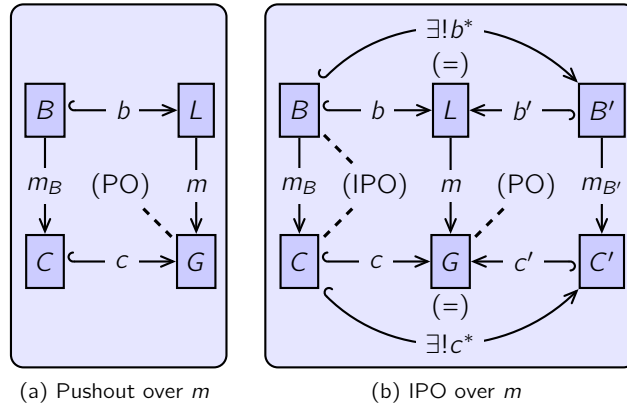 ∃!b*
(=)
B b L
B b L b′ B′
m_B (PO) m
m_B (IPO) m (PO) m_B′
C c G
C c G c′ C′
(=)
∃!c*
(a) Pushout over m
(b) IPO over m